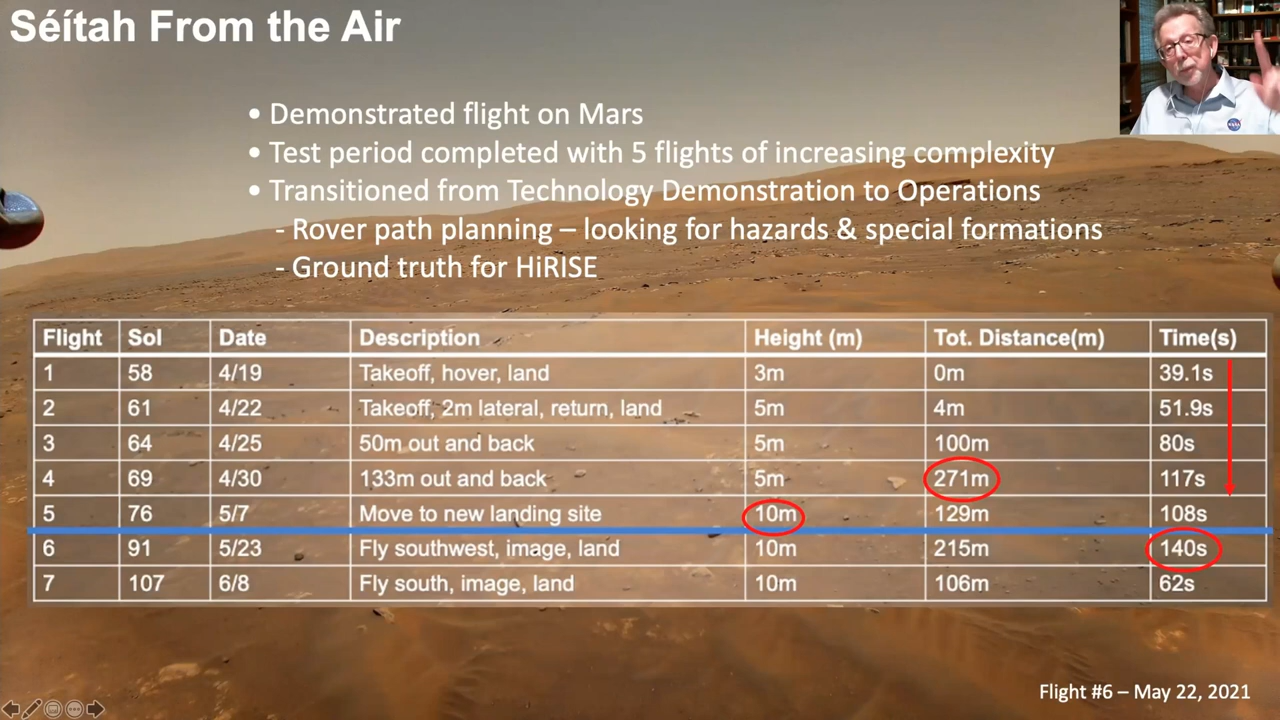 Séítah From the Air
• Demonstrated flight on Mars
• Test period completed with 5 flights of increasing complexity
• Transitioned from Technology Demonstration to Operations
- Rover path planning – looking for hazards & special formations
- Ground truth for HiRISE
Flight Sol Date Description Height (m) Tot. Distance(m) Time(s)
1 58 4/19 Takeoff, hover, land 3m 0m 39.1s
2 61 4/22 Takeoff, 2m lateral, return, land 5m 4m 51.9s
3 64 4/25 50m out and back 5m 100m 80s
4 69 4/30 133m out and back 5m 271m 117s
5 76 5/7 Move to new landing site 10m 129m 108s
6 91 5/23 Fly southwest, image, land 10m 215m 140s
7 107 6/8 Fly south, image, land 10m 106m 62s
Flight #6 – May 22, 2021